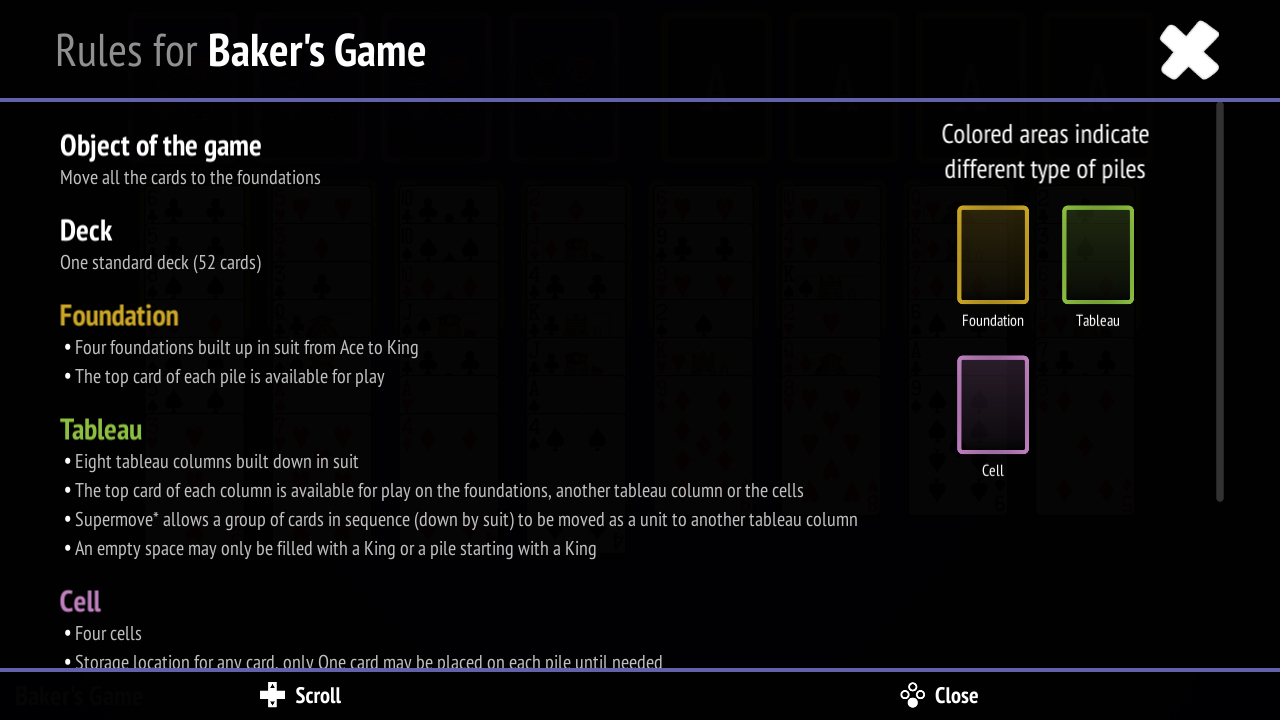 Rules for Baker's Game
Object of the game
Move all the cards to the foundations
Deck
One standard deck (52 cards)
Foundation
• Four foundations built up in suit from Ace to King
• The top card of each pile is available for play
Tableau
• Eight tableau columns built down in suit
• The top card of each column is available for play on the foundations, another tableau column or the cells
• Supermove* allows a group of cards in sequence (down by suit) to be moved as a unit to another tableau column
• An empty space may only be filled with a King or a pile starting with a King
Cell
• Four cells
• Storage location for any card, only One card may be placed on each pile until needed
Colored areas indicate
different type of piles
Foundation
Tableau
Cell
Baker's Game
Scroll
Close